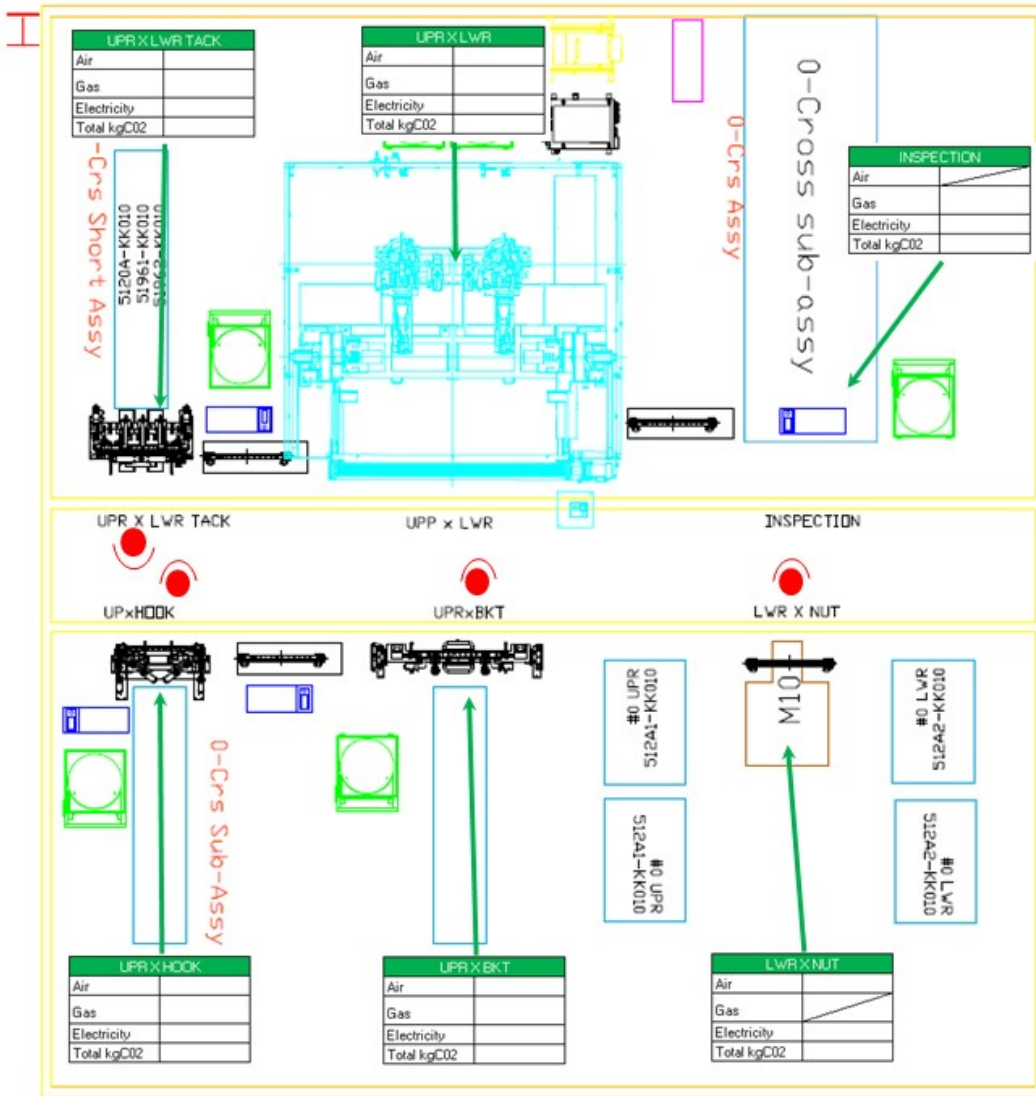 UPR X LWR TACK
Air
Gas
Electricity
Total kgC02
UPR X LWR
Air
Gas
Electricity
Total kgC02
INSPECTION
Air
Gas
Electricity
Total kgC02
-Crs Short Assy
5120A-KK010
51961-KK010
51962-KK010
0-Crs Assy
0-Cross sub-assy
UPR X LWR TACK
UPP x LWR
INSPECTION
UPxHOOK
UPRxBKT
LWR X NUT
0-Crs Sub-Assy
#0 UPR
512A1-KK010
M10
512A2-KK010
#0 LWR
#0 UPR
512A1-KK010
#0 LWR
512A2-KK010
UPR X HOOK
Air
Gas
Electricity
Total kgC02
UPR X BKT
Air
Gas
Electricity
Total kgC02
LWR X NUT
Air
Gas
Electricity
Total kgC02